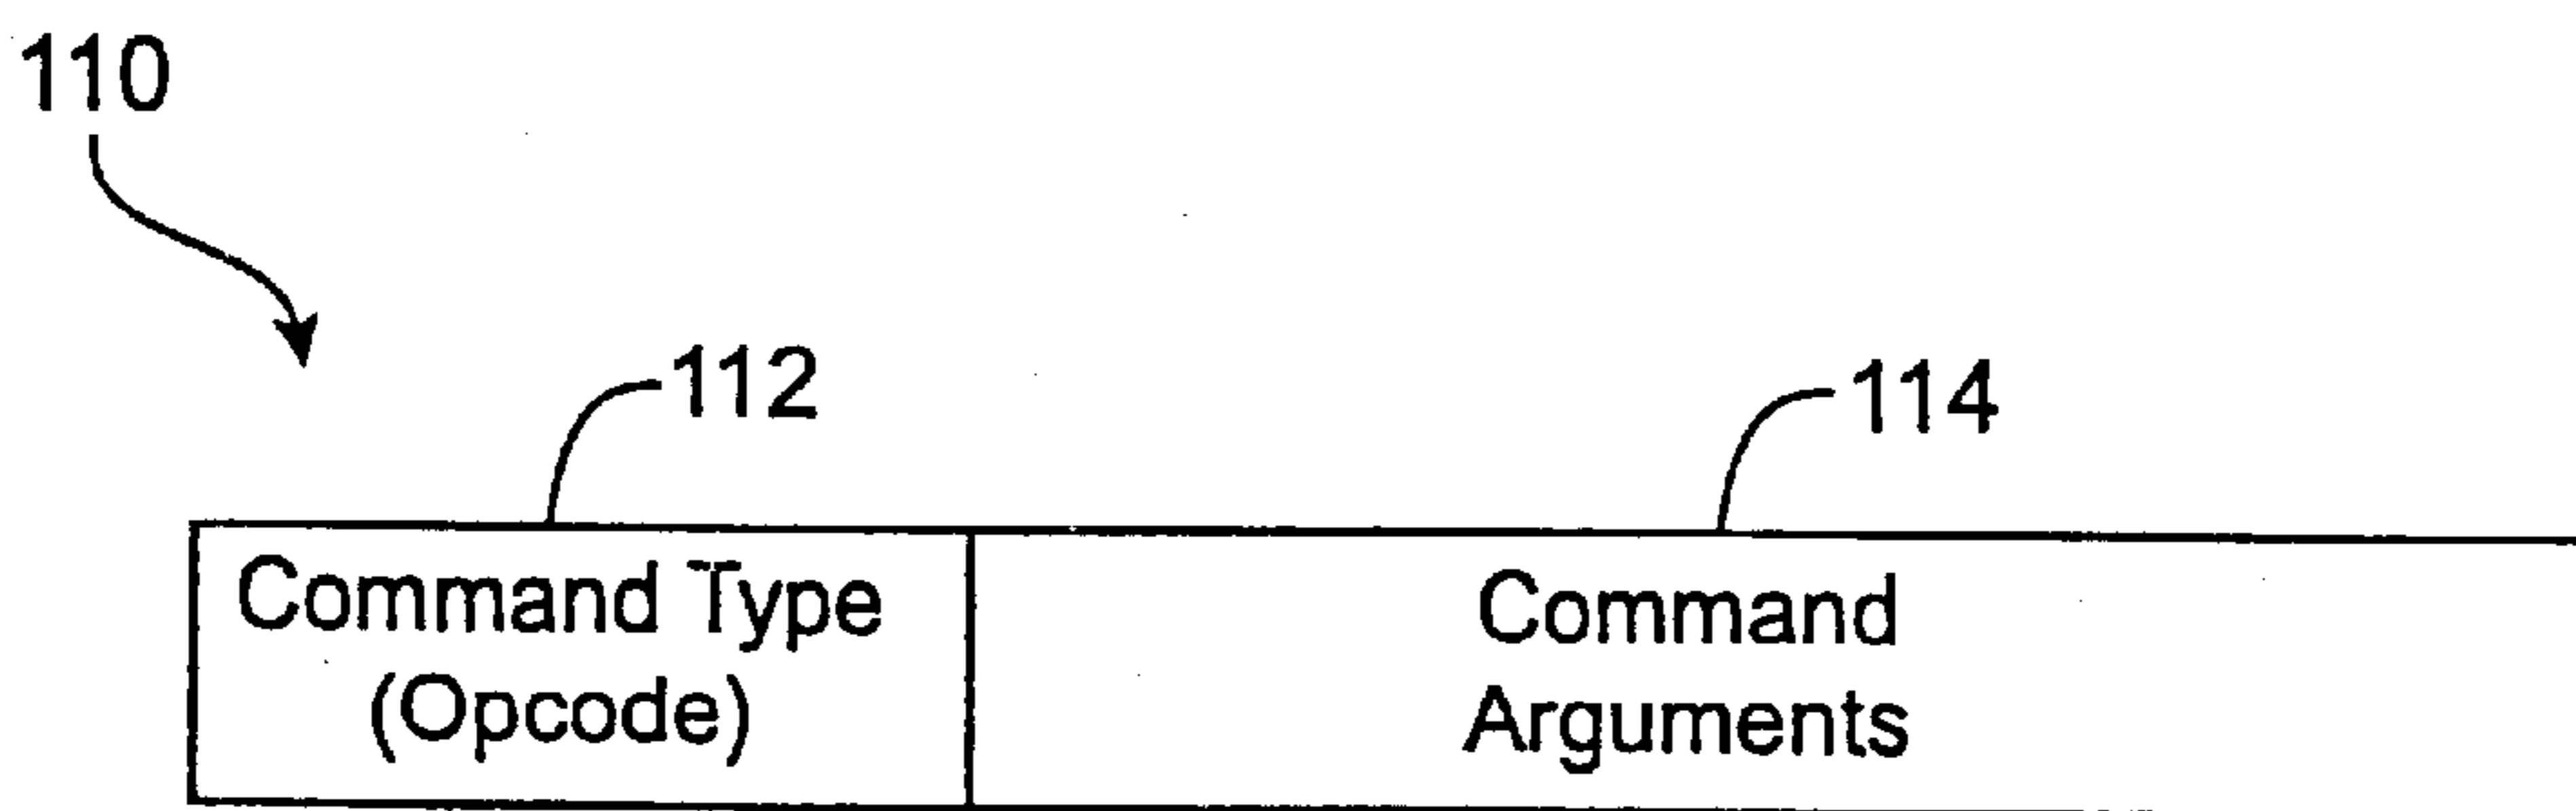 110
112
114
Command Type
(Opcode)
Command
Arguments